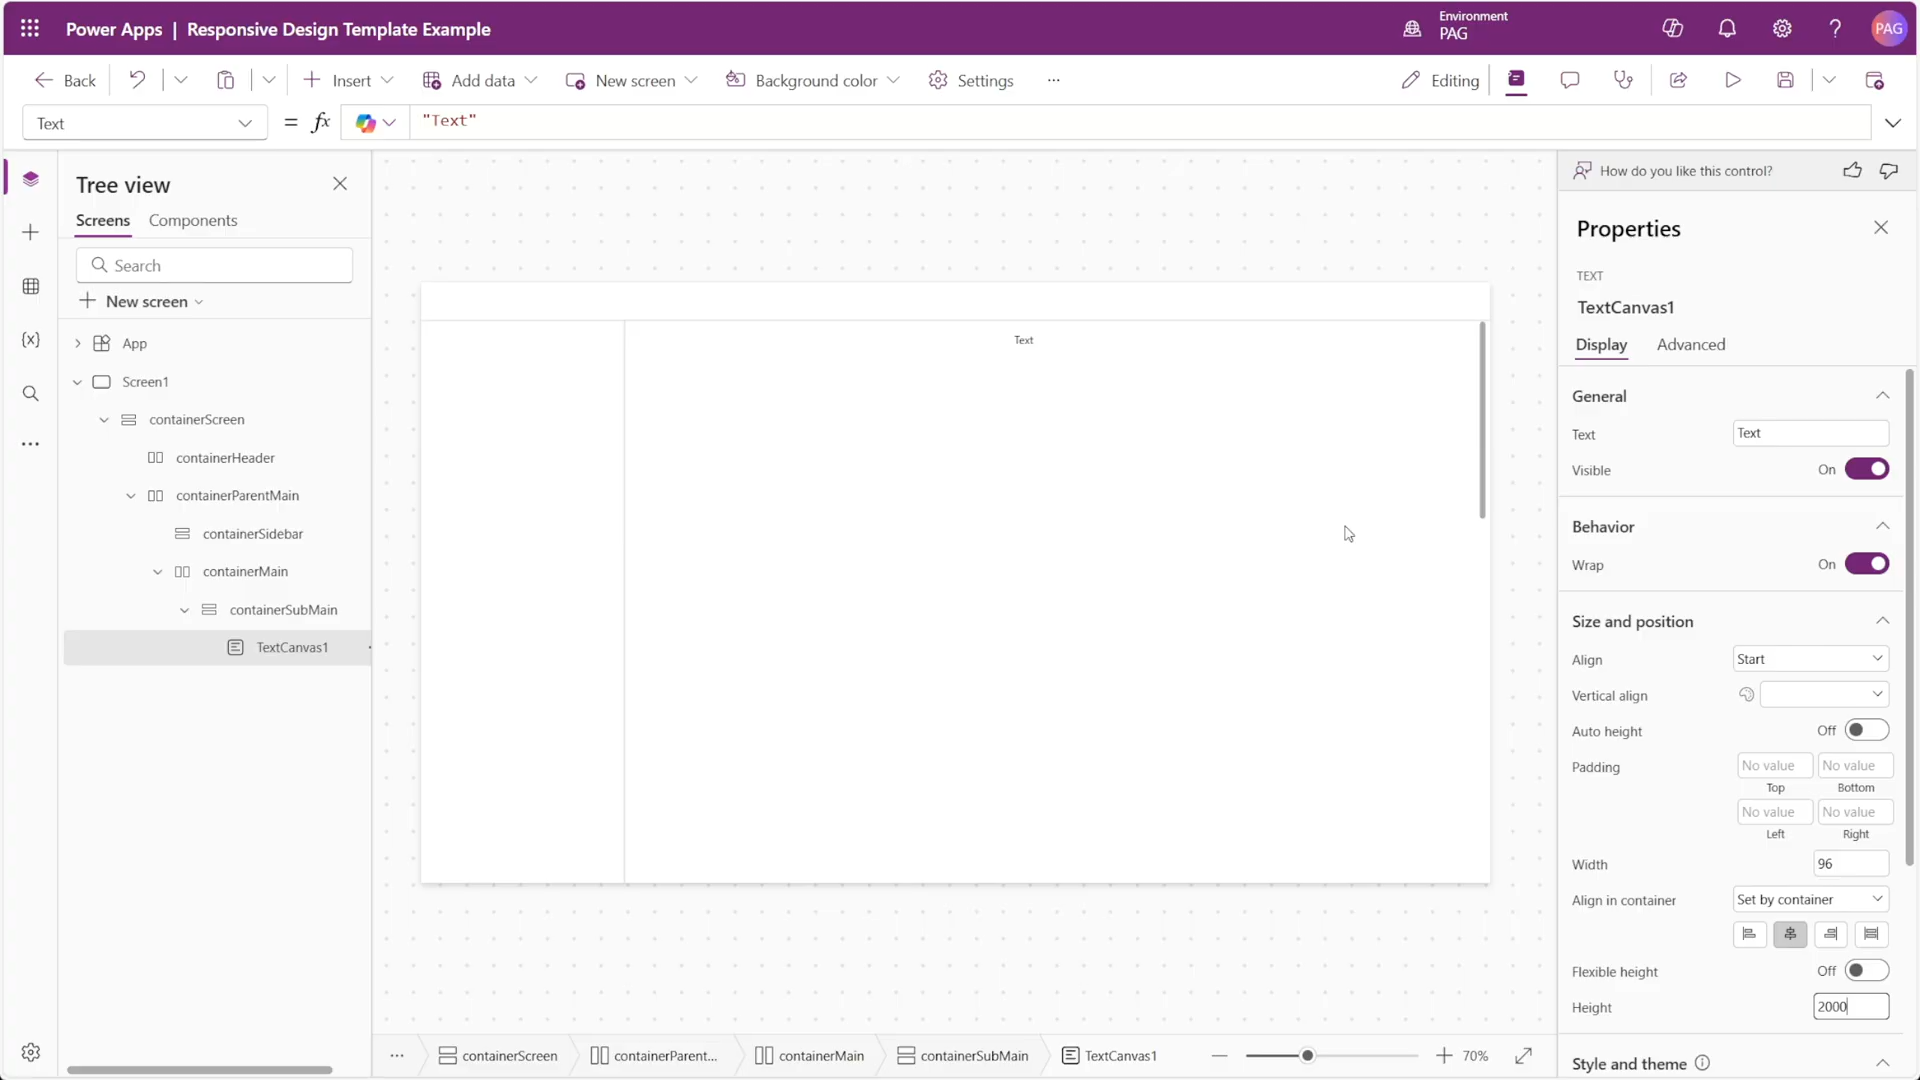 Power Apps | Responsive Design Template Example
Environment
PAG
PAG
Back
Insert
Add data
New screen
Background color
Settings
...
Editing
Text
= fx
"Text"
Tree view
Screens
Components
Search
New screen
App
Screen1
containerScreen
containerHeader
containerParentMain
containerSidebar
containerMain
containerSubMain
TextCanvas1
Text
How do you like this control?
Properties
TEXT
TextCanvas1
Display
Advanced
General
Text
Text
Visible
On
Behavior
Wrap
On
Size and position
Align
Start
Vertical align
Auto height
Off
Padding
No value
No value
Top
Bottom
No value
No value
Left
Right
Width
96
Align in container
Set by container
Flexible height
Off
Height
2000
Style and theme
... containerScreen containerParent... containerMain containerSubMain TextCanvas1
70%